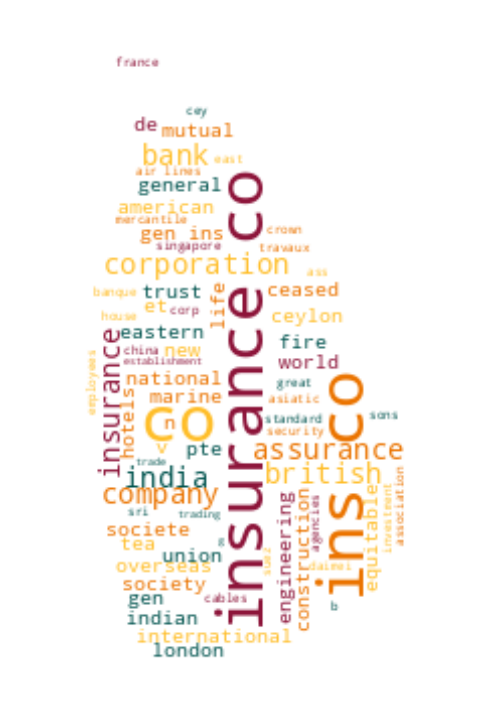 france
cey
de mutual
bank east
air lines
general
american
mercantile
gen ins crown
singapore travaux
corporation ass
insurance co
banque trust life ceased
et corp
house ceylon
eastern fire
china new world
establishment
insurance
employees
national great
marine asiatic
hotels
co
n standard sons
security
v pte assurance
trade
india british
ins co
company
sri trading
societe
tea
union
overseas
society
suez
engineering
construction
agencies
daimei
equitable
investment
association
gen cables b
indian
international
london